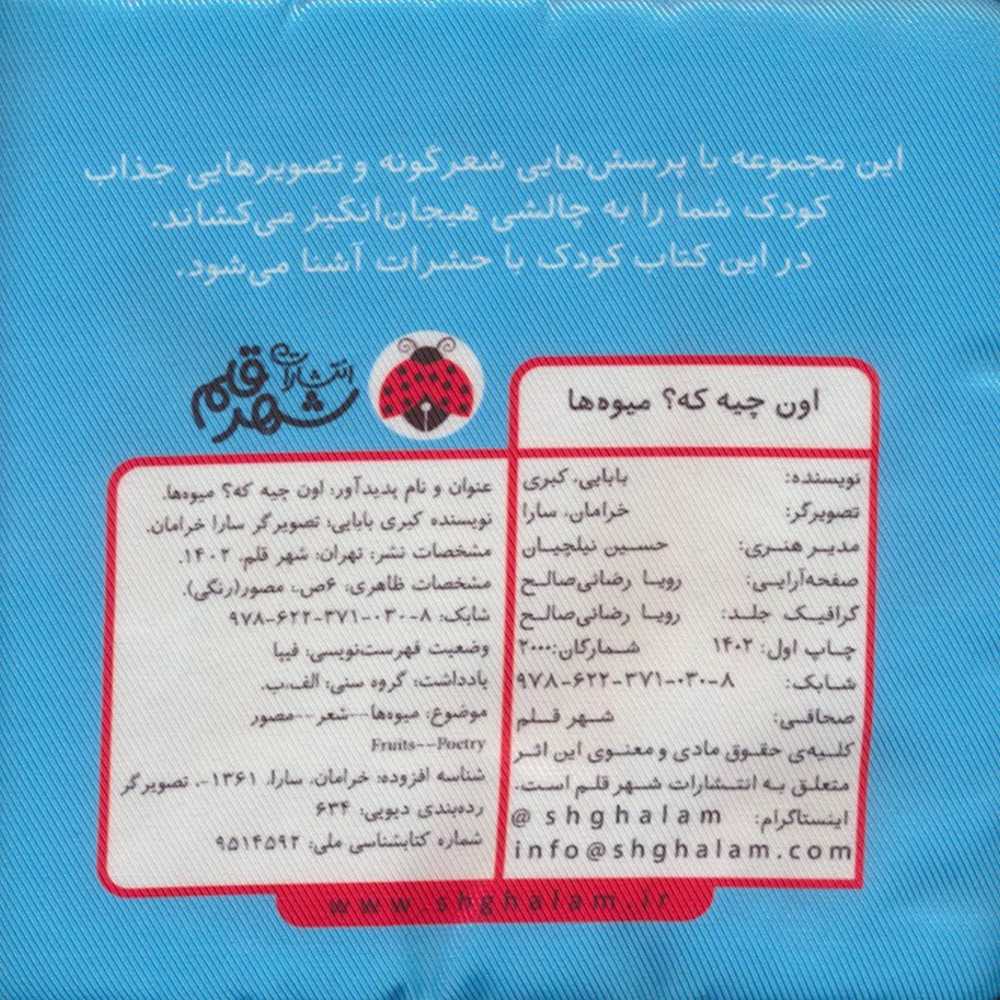 این مجموعه با پرسش‌هایی شعرگونه و تصویرهایی جذاب
کودک شما را به چالشی هیجان‌انگیز می‌کشاند.
در این کتاب کودک با حشرات آشنا می‌شود.
انتشارات
شهر قلم
اون چیه که؟ میوه‌ها
نویسنده: بابایی، کبری
تصویرگر: خرامان، سارا
مدیر هنری: حسین نیلچیان
صفحه‌آرایی: رویا رضائی‌صالح
گرافیک جلد: رویا رضائی‌صالح
چاپ اول: ۱۴۰۲ شمارگان: ۲۰۰۰
شابک: ۹۷۸-۶۲۲-۳۷۱-۰۳۰-۸
صحافی: شهر قلم
کلیه‌ی حقوق مادی و معنوی این اثر
متعلق به انتشارات شهر قلم است.
اینستاگرام: @ shghalam
info@shghalam.com
عنوان و نام پدیدآور: اون چیه که؟ میوه‌ها.
نویسنده کبری بابایی؛ تصویرگر سارا خرامان.
مشخصات نشر: تهران: شهر قلم، ۱۴۰۲.
مشخصات ظاهری: ۶ص.: مصور(رنگی).
شابک: ۹۷۸-۶۲۲-۳۷۱-۰۳۰-۸
وضعیت فهرست‌نویسی: فیپا
یادداشت: گروه سنی: الف،ب.
موضوع: میوه‌ها--شعر--مصور
Fruits--Poetry
شناسه افزوده: خرامان، سارا، ۱۳۶۱-، تصویرگر
رده‌بندی دیویی: ۶۳۴
شماره کتابشناسی ملی: ۹۵۱۴۵۹۲
www.shghalam.ir